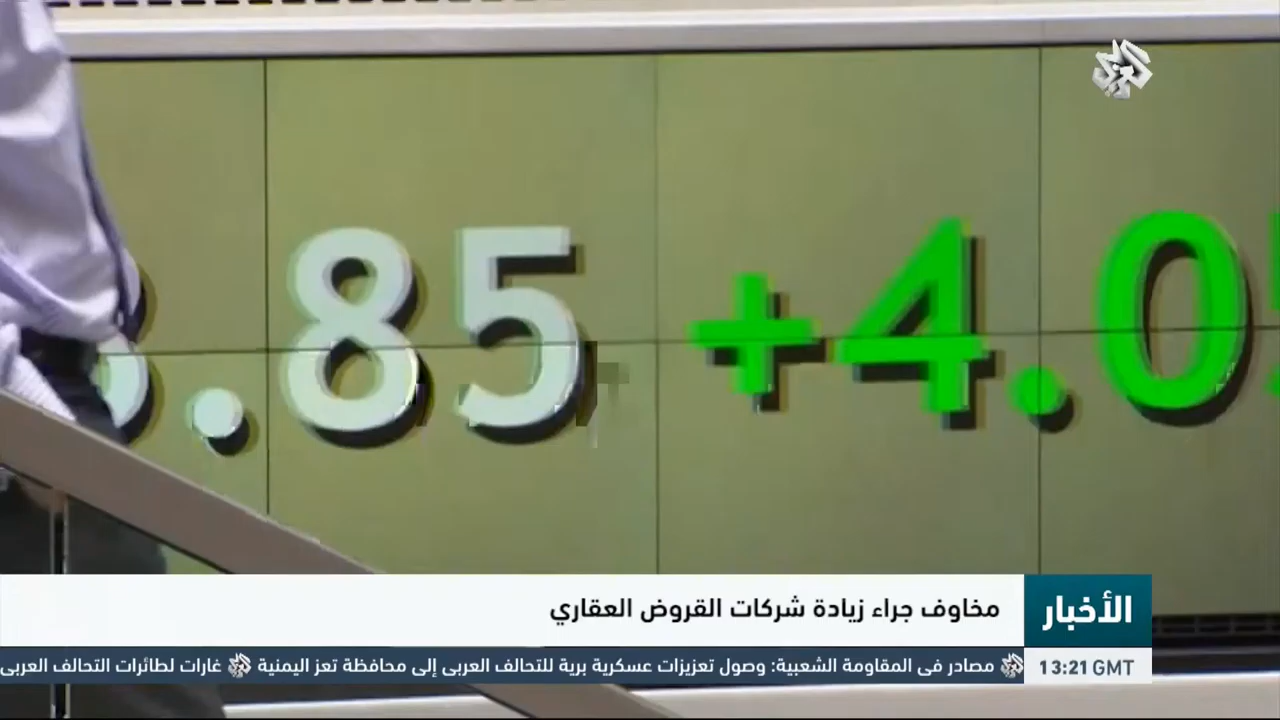 العربي
.85 +4.0
مخاوف جراء زيادة شركات القروض العقاري
الأخبار
مصادر في المقاومة الشعبية: وصول تعزيزات عسكرية برية للتحالف العربي إلى محافظة تعز اليمنية غارات لطائرات التحالف العربي
13:21 GMT